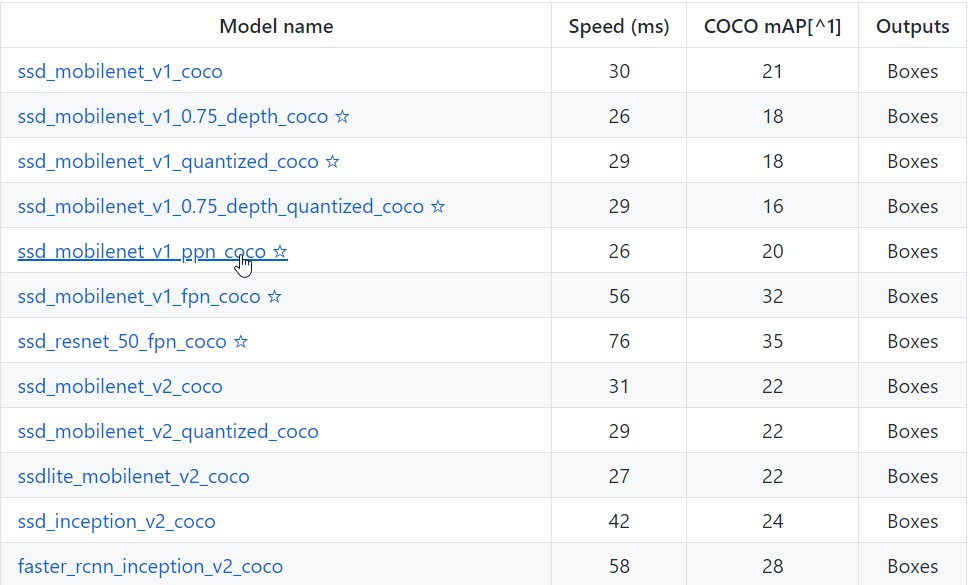 Model name Speed (ms) COCO mAP[^1] Outputs
ssd_mobilenet_v1_coco 30 21 Boxes
ssd_mobilenet_v1_0.75_depth_coco ☆ 26 18 Boxes
ssd_mobilenet_v1_quantized_coco ☆ 29 18 Boxes
ssd_mobilenet_v1_0.75_depth_quantized_coco ☆ 29 16 Boxes
ssd_mobilenet_v1_ppn_coco ☆ 26 20 Boxes
ssd_mobilenet_v1_fpn_coco ☆ 56 32 Boxes
ssd_resnet_50_fpn_coco ☆ 76 35 Boxes
ssd_mobilenet_v2_coco 31 22 Boxes
ssd_mobilenet_v2_quantized_coco 29 22 Boxes
ssdlite_mobilenet_v2_coco 27 22 Boxes
ssd_inception_v2_coco 42 24 Boxes
faster_rcnn_inception_v2_coco 58 28 Boxes